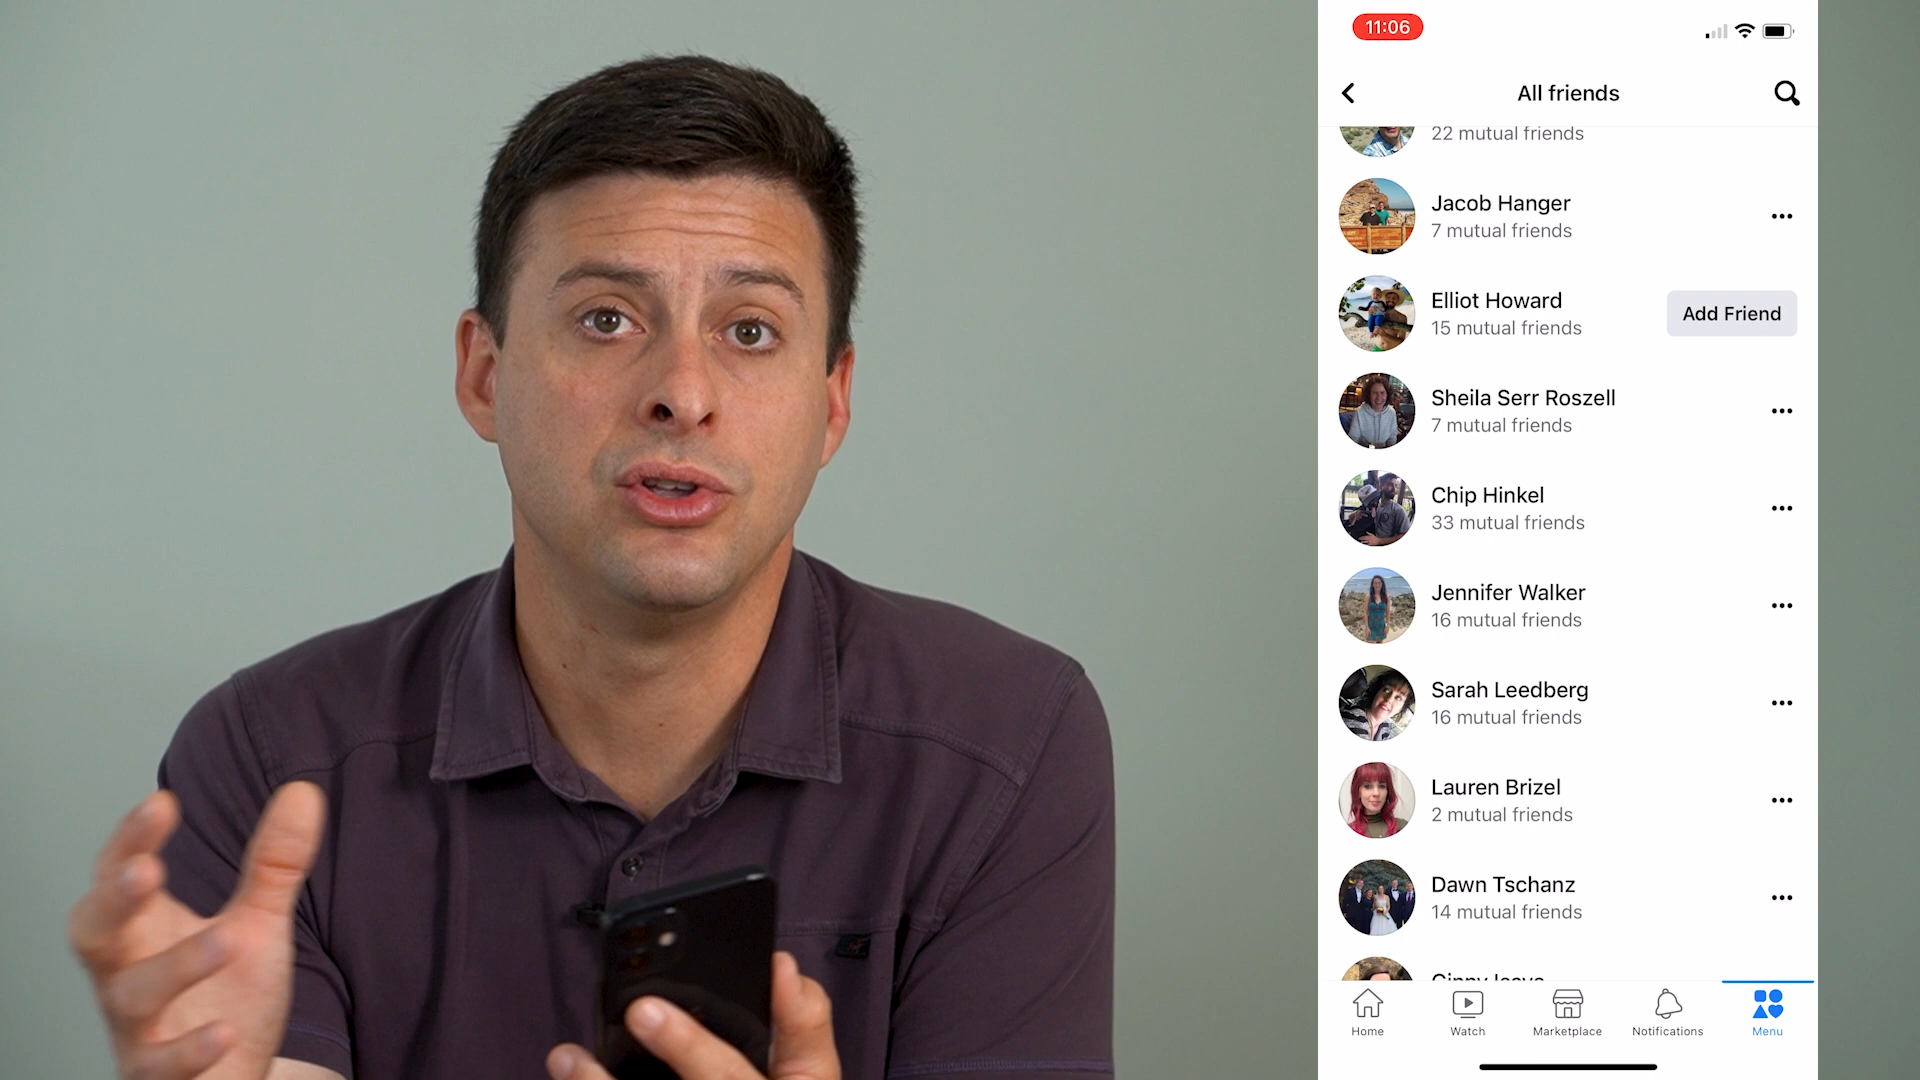 11:06
All friends
22 mutual friends
Jacob Hanger
7 mutual friends
Elliot Howard
15 mutual friends
Add Friend
Sheila Serr Roszell
7 mutual friends
Chip Hinkel
33 mutual friends
Jennifer Walker
16 mutual friends
Sarah Leedberg
16 mutual friends
Lauren Brizel
2 mutual friends
Dawn Tschanz
14 mutual friends
Home
Watch
Marketplace
Notifications
Menu